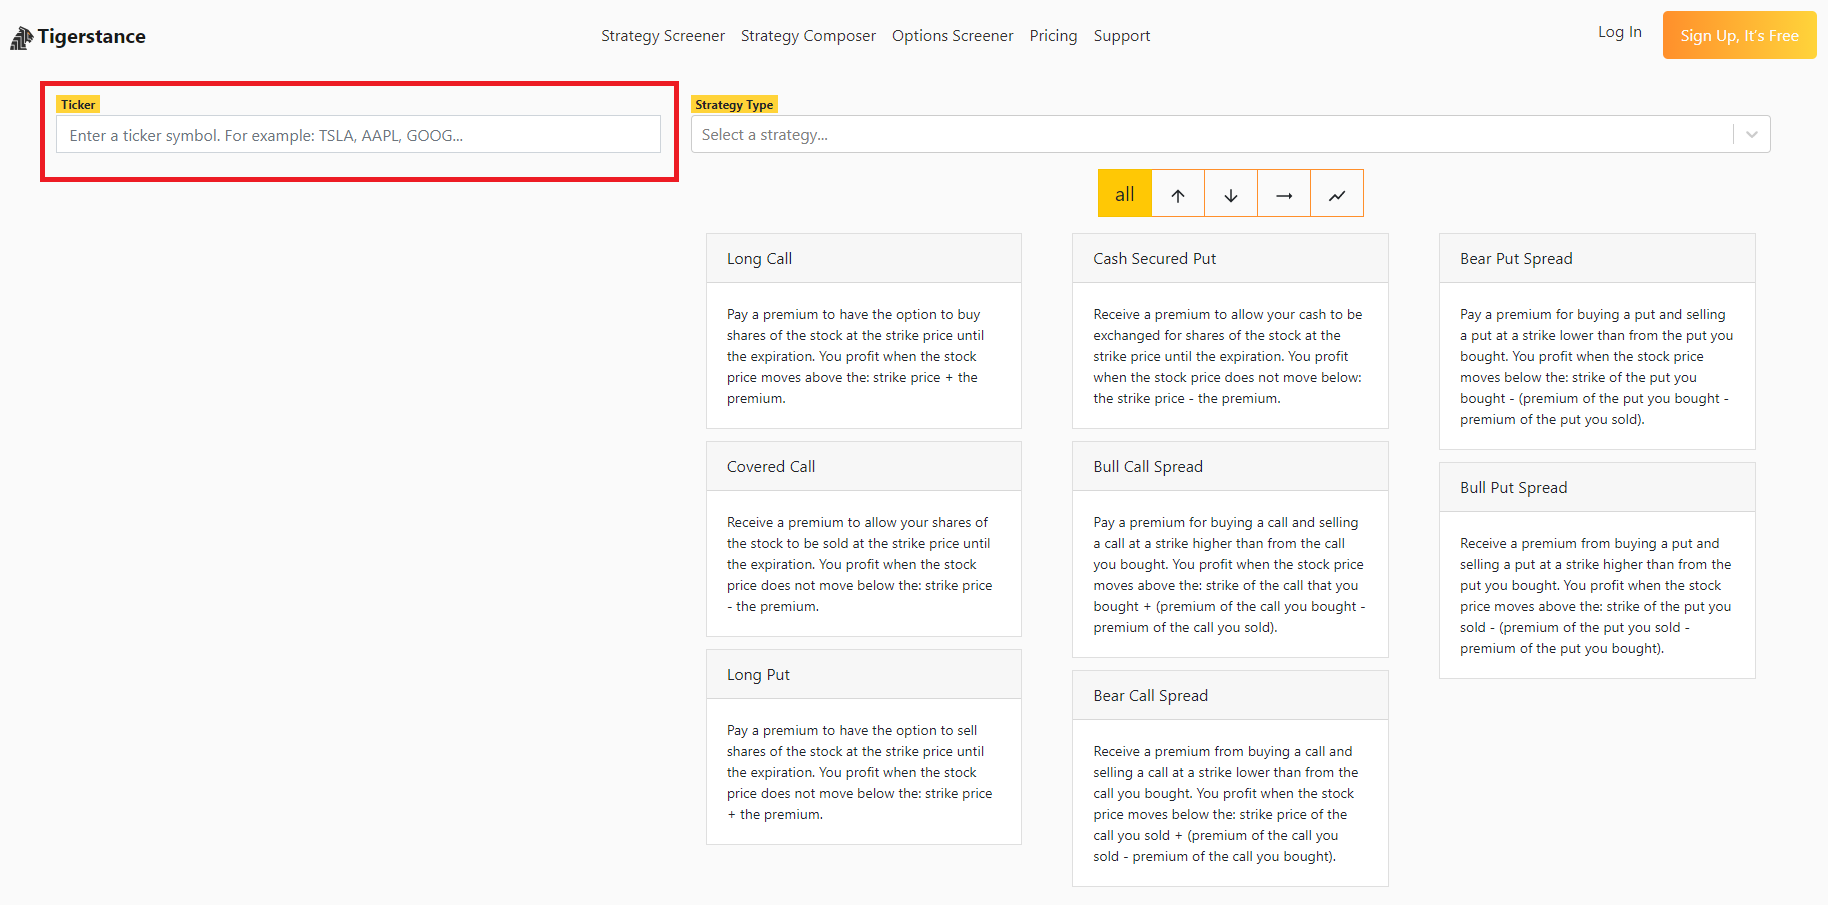 Tigerstance
Strategy Screener Strategy Composer Options Screener Pricing Support
Log In
Sign Up, It's Free
Ticker
Enter a ticker symbol. For example: TSLA, AAPL, GOOG...
Strategy Type
Select a strategy...
all
Long Call
Pay a premium to have the option to buy
shares of the stock at the strike price until
the expiration. You profit when the stock
price moves above the: strike price + the
premium.
Covered Call
Receive a premium to allow your shares of
the stock to be sold at the strike price until
the expiration. You profit when the stock
price does not move below the: strike price
- the premium.
Long Put
Pay a premium to have the option to sell
shares of the stock at the strike price until
the expiration. You profit when the stock
price does not move below the: strike price
+ the premium.
Cash Secured Put
Receive a premium to allow your cash to be
exchanged for shares of the stock at the
strike price until the expiration. You profit
when the stock price does not move below:
the strike price - the premium.
Bull Call Spread
Pay a premium for buying a call and selling
a call at a strike higher than from the call
you bought. You profit when the stock price
moves above the: strike of the call that you
bought + (premium of the call you bought -
premium of the call you sold).
Bear Call Spread
Receive a premium from buying a call and
selling a call at a strike lower than from the
call you bought. You profit when the stock
price moves below the: strike price of the
call you sold + (premium of the call you
sold - premium of the call you bought).
Bear Put Spread
Pay a premium for buying a put and selling
a put at a strike lower than from the put you
bought. You profit when the stock price
moves below the: strike of the put you
bought - (premium of the put you bought -
premium of the put you sold).
Bull Put Spread
Receive a premium from buying a put and
selling a put at a strike higher than from the
put you bought. You profit when the stock
price moves above the: strike of the put you
sold - (premium of the put you sold -
premium of the put you bought).